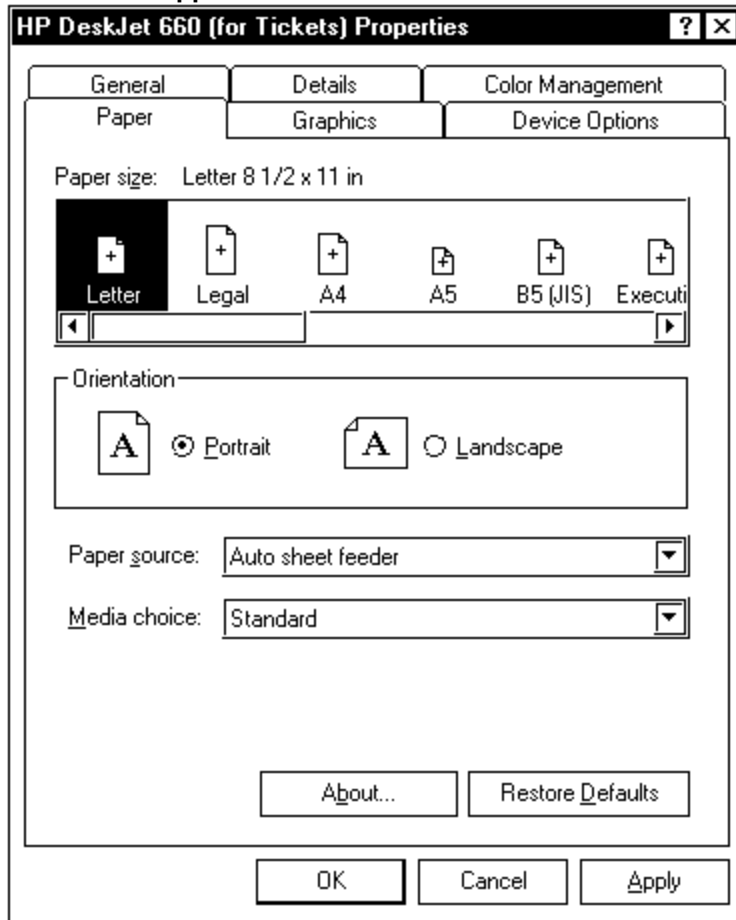 HP DeskJet 660 (for Tickets) Properties
General Details Color Management
Paper Graphics Device Options
Paper size: Letter 8 1/2 x 11 in
Letter Legal A4 A5 B5 (JIS) Executi
Orientation
A Portrait A Landscape
Paper source: Auto sheet feeder
Media choice: Standard
About... Restore Defaults
OK Cancel Apply